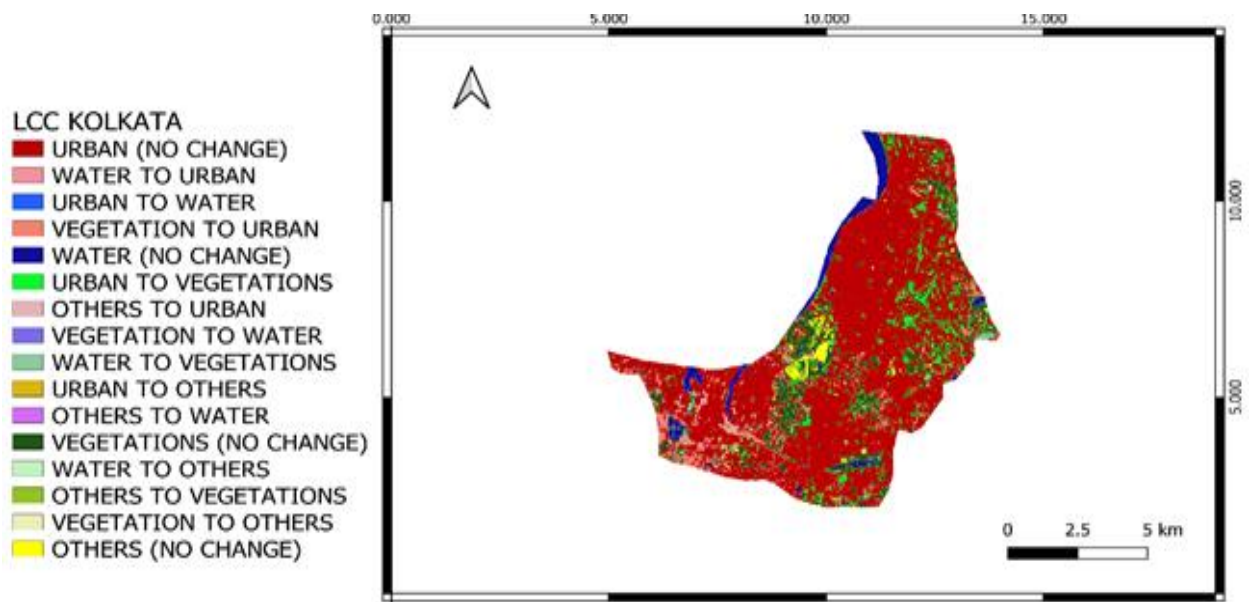 0.000 5.000 10.000 15.000
LCC KOLKATA
URBAN (NO CHANGE)
WATER TO URBAN
URBAN TO WATER
VEGETATION TO URBAN
WATER (NO CHANGE)
URBAN TO VEGETATIONS
OTHERS TO URBAN
VEGETATION TO WATER
WATER TO VEGETATIONS
URBAN TO OTHERS
OTHERS TO WATER
VEGETATIONS (NO CHANGE)
WATER TO OTHERS
OTHERS TO VEGETATIONS
VEGETATION TO OTHERS
OTHERS (NO CHANGE)
10.000
5.000
0 2.5 5 km